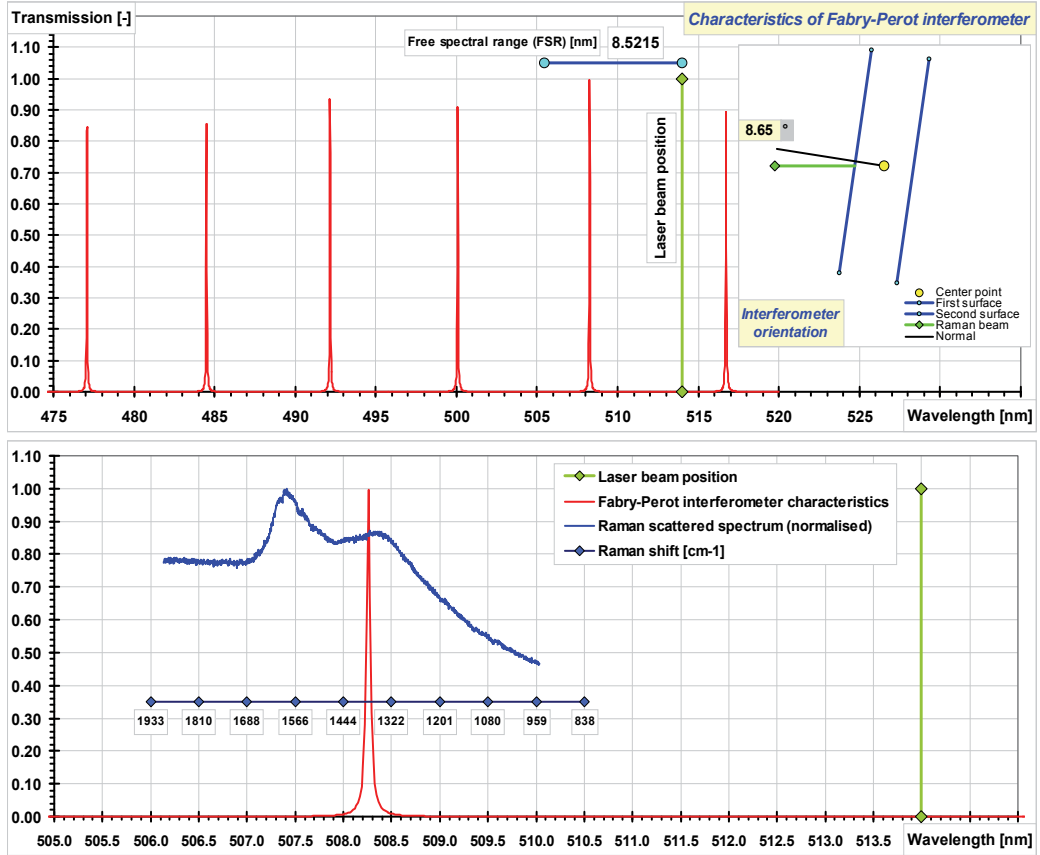 Transmission [-]
Characteristics of Fabry-Perot interferometer
Free spectral range (FSR) [nm]
8.5215
1.10
1.00
0.90
0.80
0.70
0.60
0.50
0.40
0.30
0.20
0.10
0.00
Laser beam position
8.65 °
Center point
First surface
Second surface
Raman beam
Normal
Interferometer
orientation
475 480 485 490 495 500 505 510 515 520 525
Wavelength [nm]
1.10
1.00
0.90
0.80
0.70
0.60
0.50
0.40
0.30
0.20
0.10
0.00
Laser beam position
Fabry-Perot interferometer characteristics
Raman scattered spectrum (normalised)
Raman shift [cm-1]
1933 1810 1688 1566 1444 1322 1201 1080 959 838
505.0 505.5 506.0 506.5 507.0 507.5 508.0 508.5 509.0 509.5 510.0 510.5 511.0 511.5 512.0 512.5 513.0 513.5
Wavelength [nm]